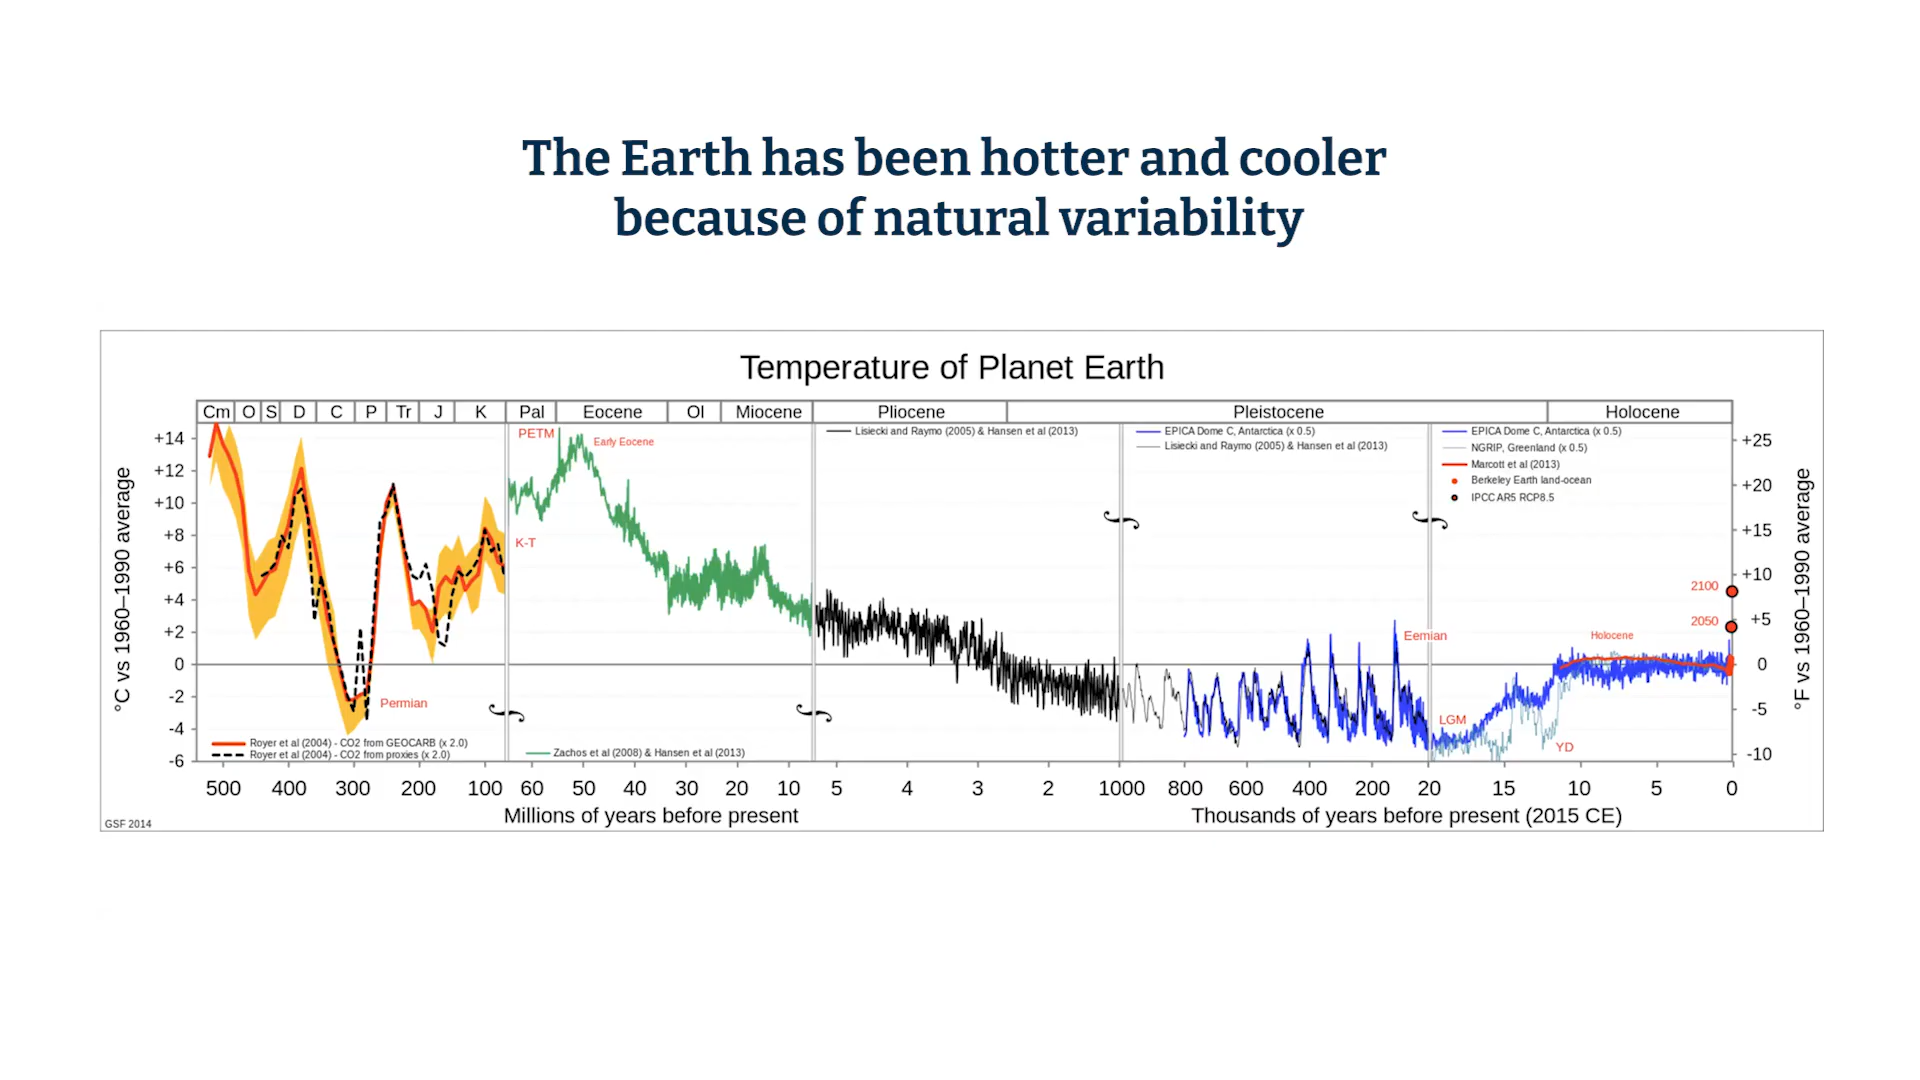 The Earth has been hotter and cooler
because of natural variability
Temperature of Planet Earth
Cm O S D C P Tr J K Pal Eocene Ol Miocene Pliocene Pleistocene Holocene
°C vs 1960–1990 average
+14
+12
+10
+8
+6
+4
+2
0
-2
-4
-6
PETM
Early Eocene
K-T
Permian
Royer et al (2004) - CO2 from GEOCARB (x 2.0)
Royer et al (2004) - CO2 from proxies (x 2.0)
Zachos et al (2008) & Hansen et al (2013)
Lisiecki and Raymo (2005) & Hansen et al (2013)
EPICA Dome C, Antarctica (x 0.5)
Lisiecki and Raymo (2005) & Hansen et al (2013)
EPICA Dome C, Antarctica (x 0.5)
NGRIP, Greenland (x 0.5)
Marcott et al (2013)
Berkeley Earth land-ocean
IPCC AR5 RCP8.5
2100
2050
Eemian
Holocene
LGM
YD
+25
+20
+15
+10
+5
0
-5
-10
°F vs 1960–1990 average
500 400 300 200 100 60 50 40 30 20 10 5 4 3 2 1000 800 600 400 200 20 15 10 5 0
Millions of years before present
Thousands of years before present (2015 CE)
GSF 2014